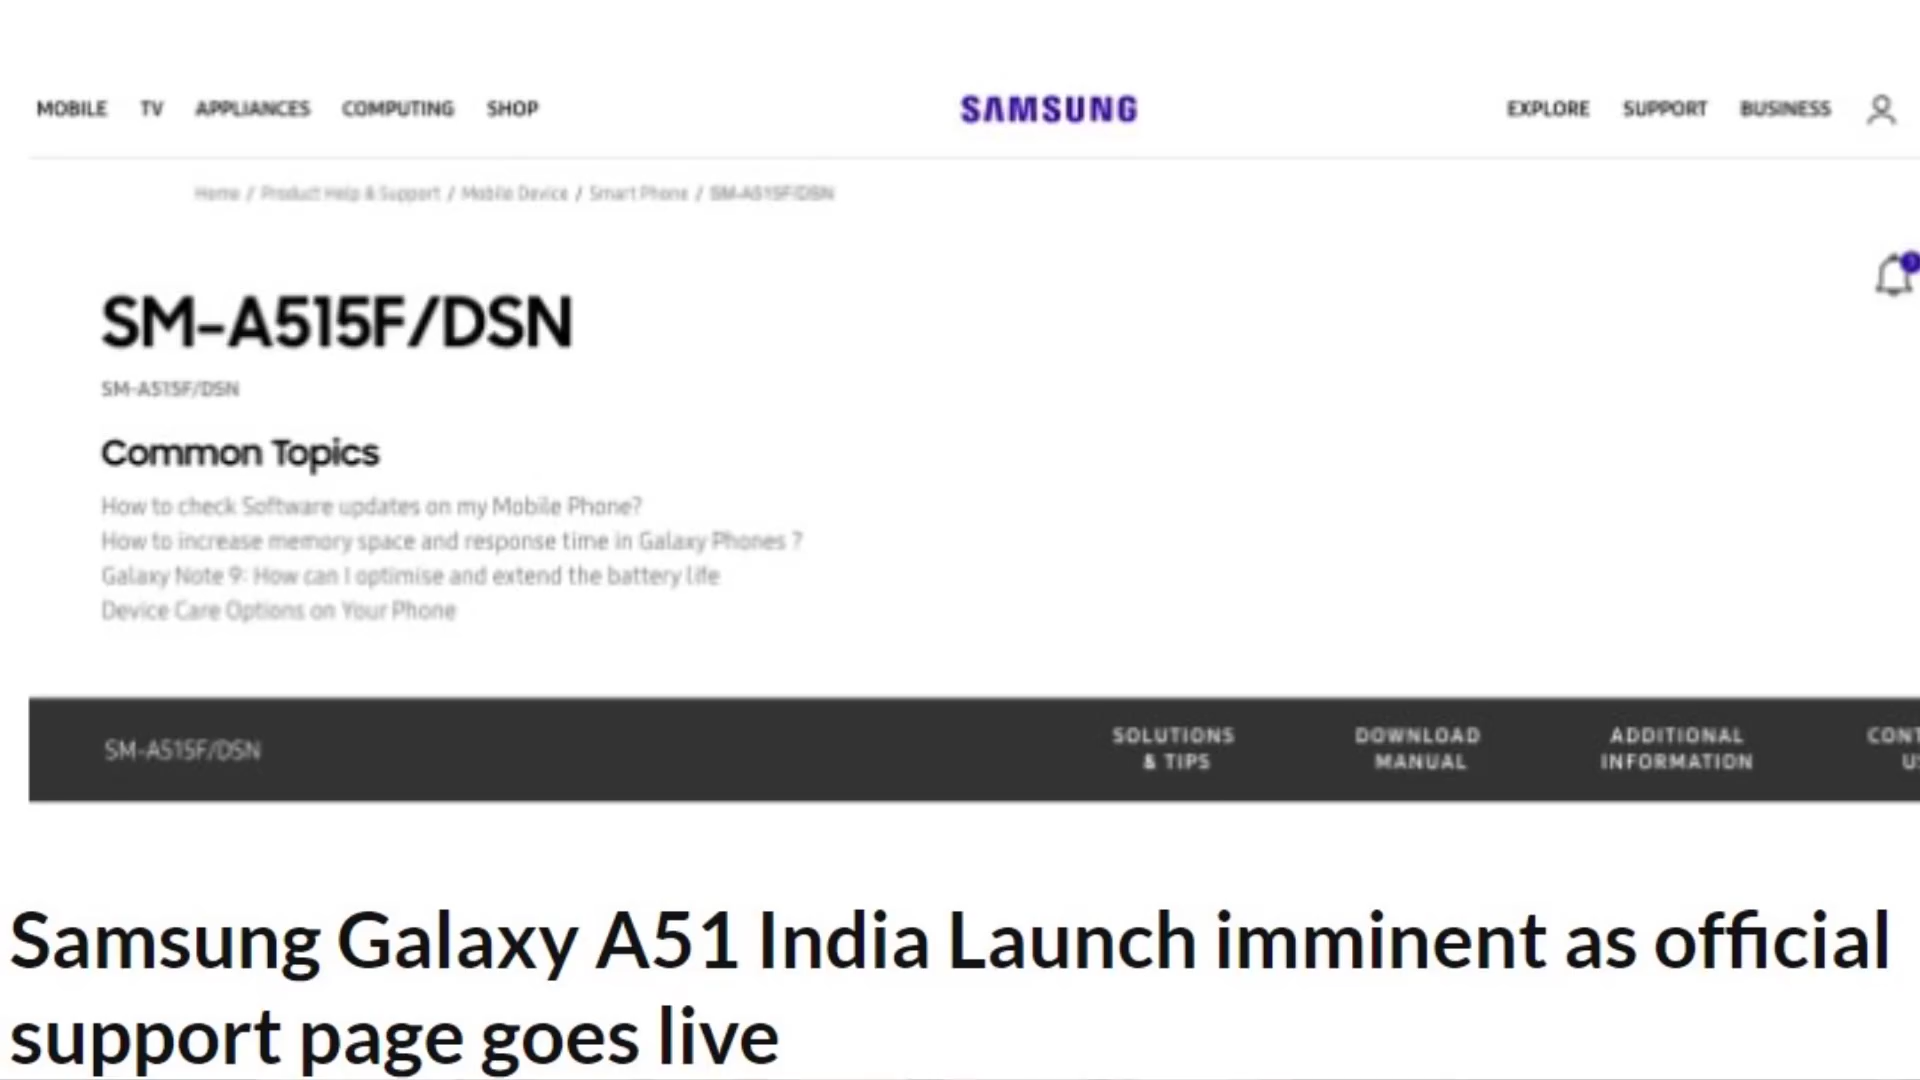 MOBILE TV APPLIANCES COMPUTING SHOP SAMSUNG EXPLORE SUPPORT BUSINESS
Home / Product Help & Support / Mobile Device / Smart Phone / SM-A515F/DSN
SM-A515F/DSN
SM-A515F/DSN
Common Topics
How to check Software updates on my Mobile Phone?
How to increase memory space and response time in Galaxy Phones ?
Galaxy Note 9: How can I optimise and extend the battery life
Device Care Options on Your Phone
SM-A515F/DSN
SOLUTIONS
& TIPS
DOWNLOAD
MANUAL
ADDITIONAL
INFORMATION
CONT
US
Samsung Galaxy A51 India Launch imminent as official
support page goes live